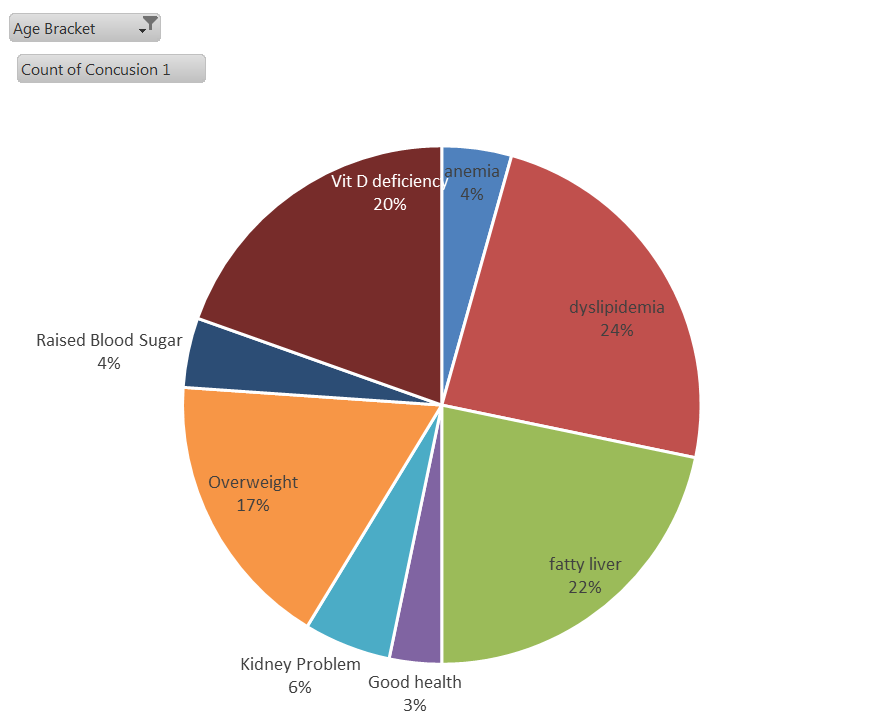 Age Bracket
Count of Concusion 1
anemia
4%
dyslipidemia
24%
fatty liver
22%
Good health
3%
Kidney Problem
6%
Overweight
17%
Raised Blood Sugar
4%
Vit D deficiency
20%